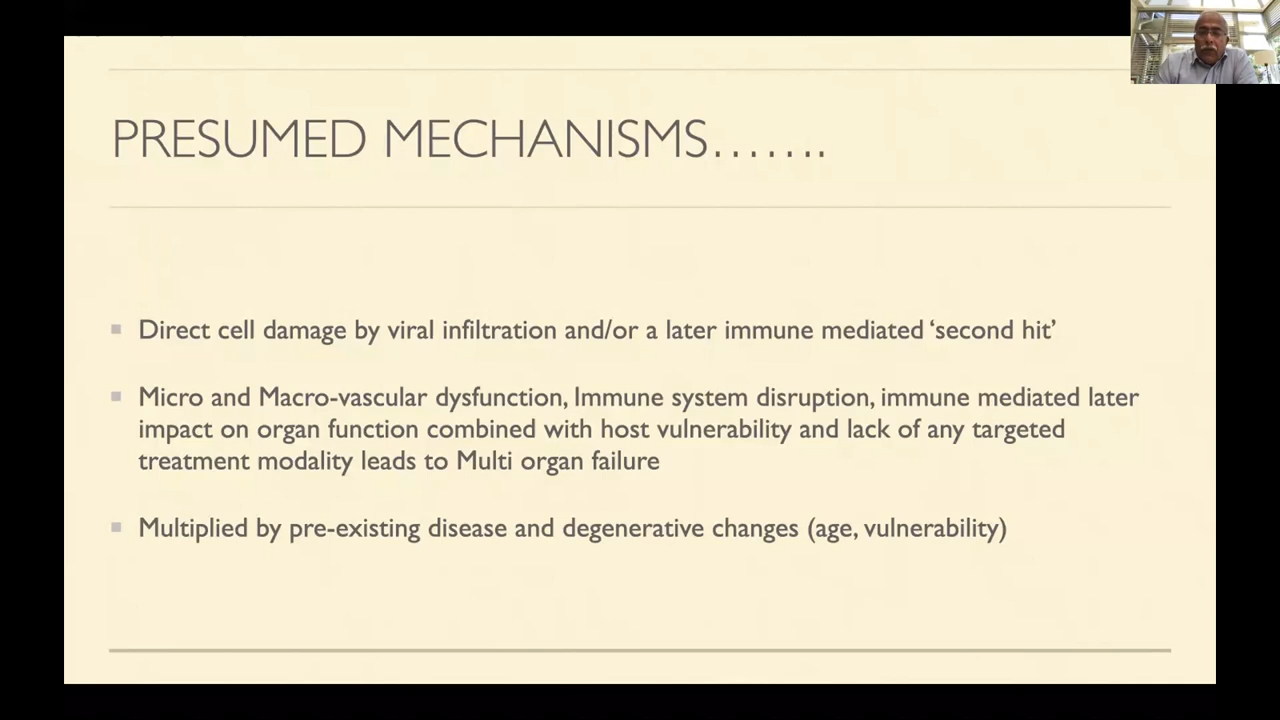 PRESUMED MECHANISMS.......
Direct cell damage by viral infiltration and/or a later immune mediated ‘second hit’
Micro and Macro-vascular dysfunction, Immune system disruption, immune mediated later
impact on organ function combined with host vulnerability and lack of any targeted
treatment modality leads to Multi organ failure
Multiplied by pre-existing disease and degenerative changes (age, vulnerability)